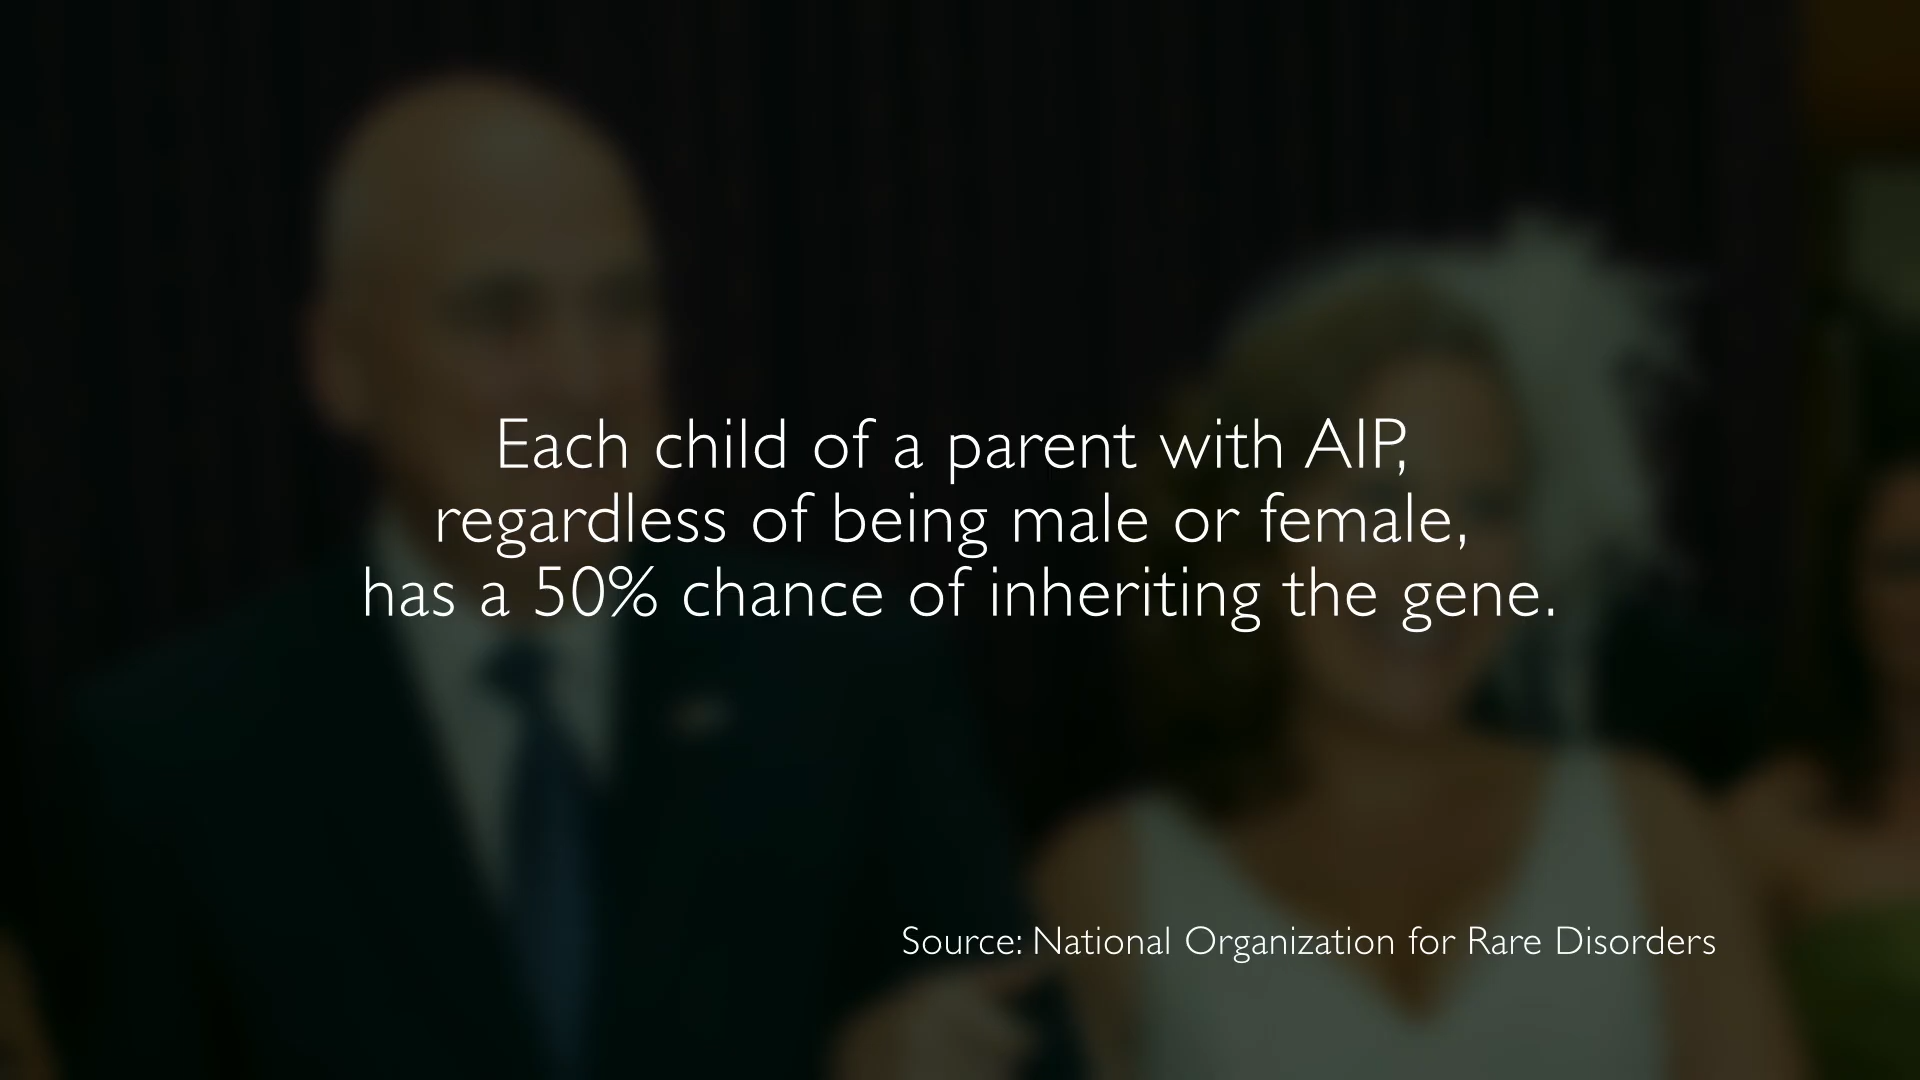 Each child of a parent with AIP,
regardless of being male or female,
has a 50% chance of inheriting the gene.
Source: National Organization for Rare Disorders